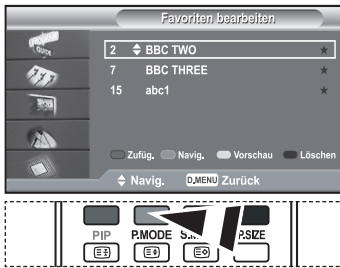 Favoriten bearbeiten
GUIDE
2 BBC TWO ★
7 BBC THREE ★
15 abc1 ★
Zufüg. Navig. Vorschau Löschen
Navig. D.MENU Zurück
PIP P.MODE P.SIZE